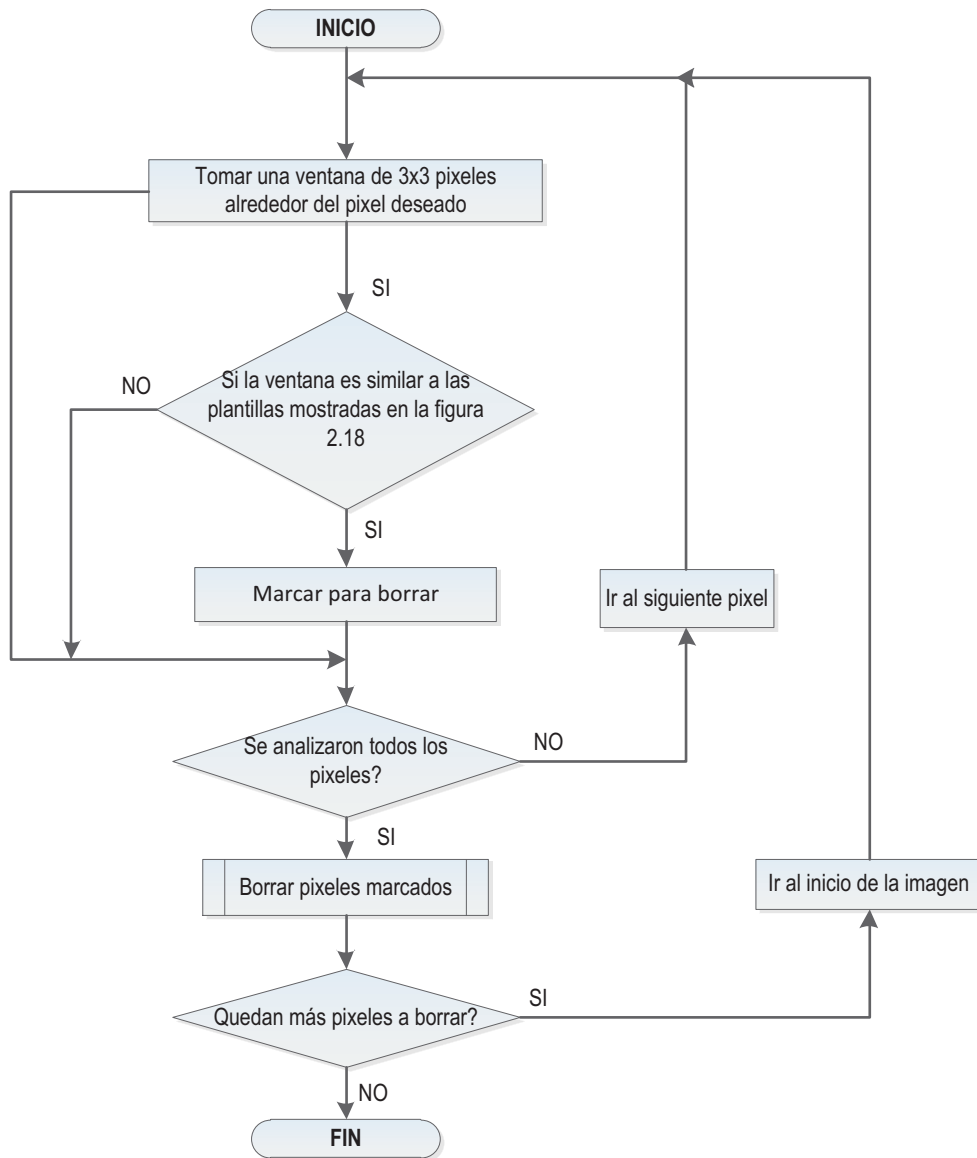 INICIO
Tomar una ventana de 3x3 pixeles
alrededor del pixel deseado
SI
NO
Si la ventana es similar a las
plantillas mostradas en la figura
2.18
SI
Marcar para borrar
Ir al siguiente pixel
Se analizaron todos los
pixeles?
NO
SI
Borrar pixeles marcados
Ir al inicio de la imagen
Quedan más pixeles a borrar?
SI
NO
FIN